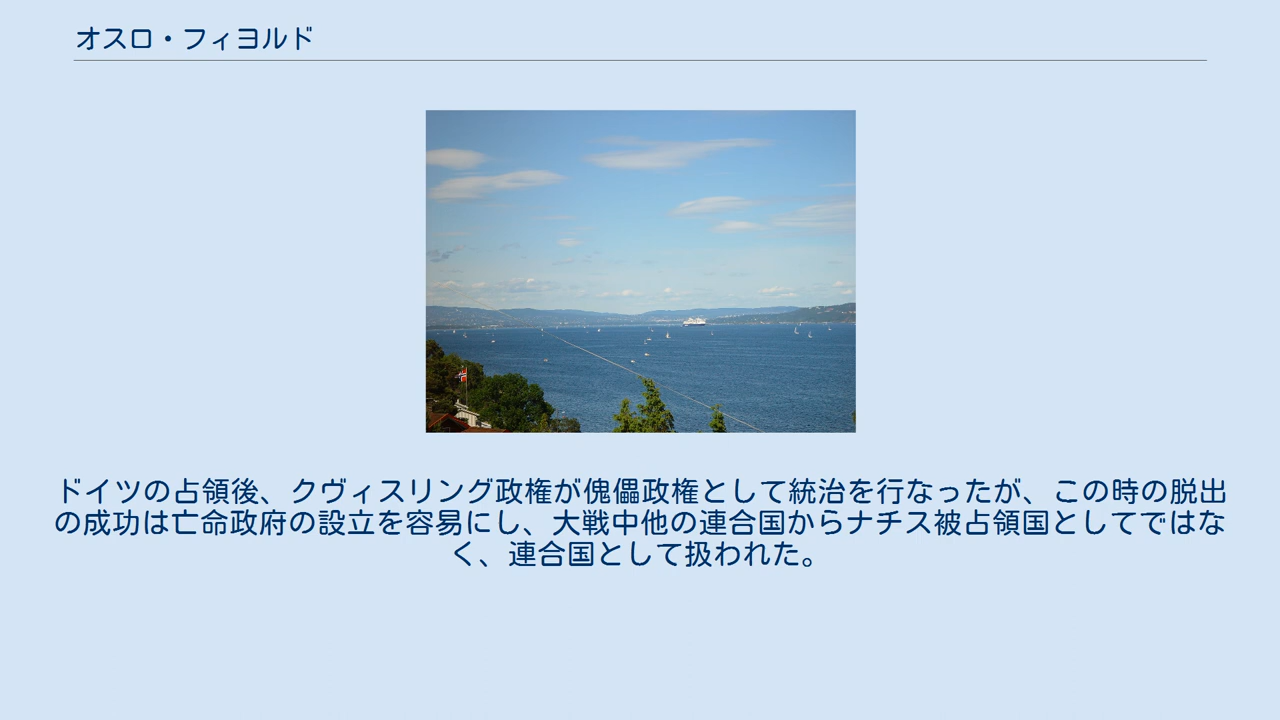 オスロ・フィヨルド
ドイツの占領後、クヴィスリング政権が傀儡政権として統治を行なったが、この時の脱出
の成功は亡命政府の設立を容易にし、大戦中他の連合国からナチス被占領国としてではな
く、連合国として扱われた。